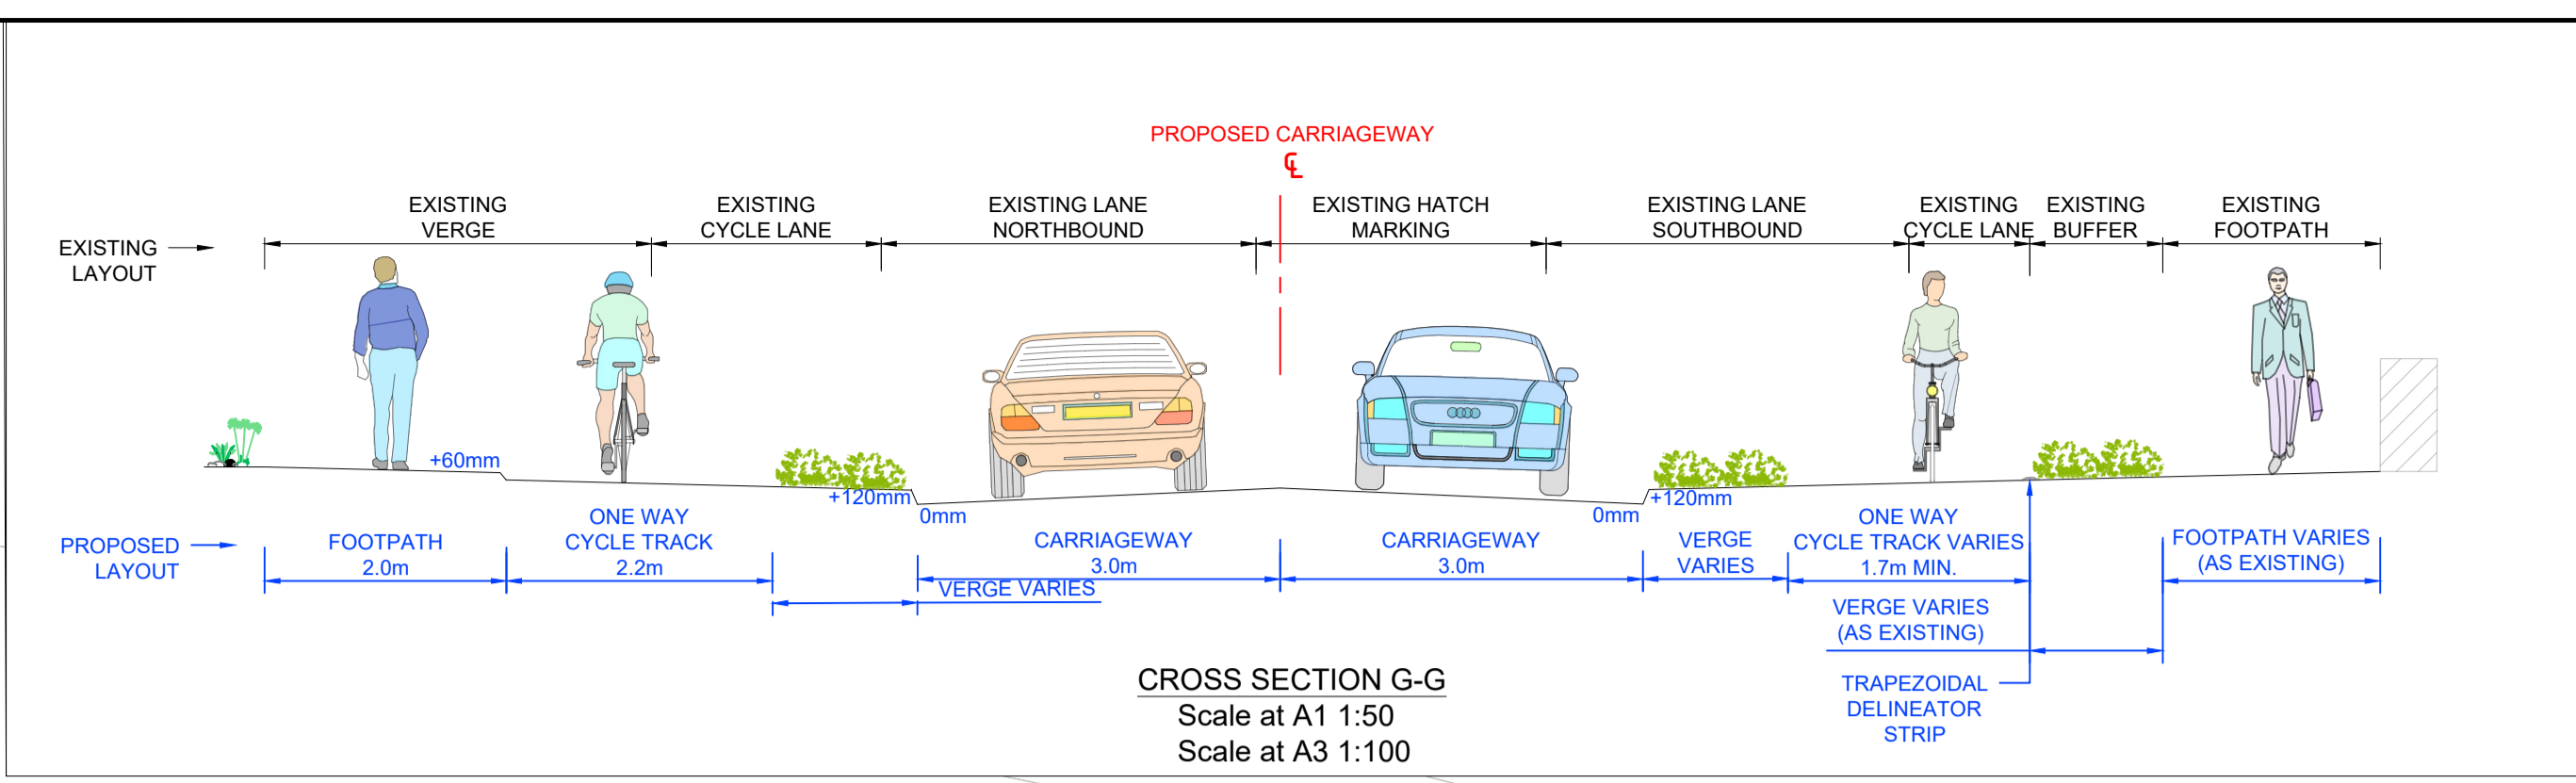 PROPOSED CARRIAGEWAY
℄
EXISTING
LAYOUT
EXISTING
VERGE
EXISTING
CYCLE LANE
EXISTING LANE
NORTHBOUND
EXISTING HATCH
MARKING
EXISTING LANE
SOUTHBOUND
EXISTING
CYCLE LANE
EXISTING
BUFFER
EXISTING
FOOTPATH
+60mm
+120mm
0mm
0mm
+120mm
PROPOSED
LAYOUT
FOOTPATH
2.0m
ONE WAY
CYCLE TRACK
2.2m
VERGE VARIES
CARRIAGEWAY
3.0m
CARRIAGEWAY
3.0m
VERGE
VARIES
ONE WAY
CYCLE TRACK VARIES
1.7m MIN.
VERGE VARIES
(AS EXISTING)
TRAPEZOIDAL
DELINEATOR
STRIP
FOOTPATH VARIES
(AS EXISTING)
CROSS SECTION G-G
Scale at A1 1:50
Scale at A3 1:100